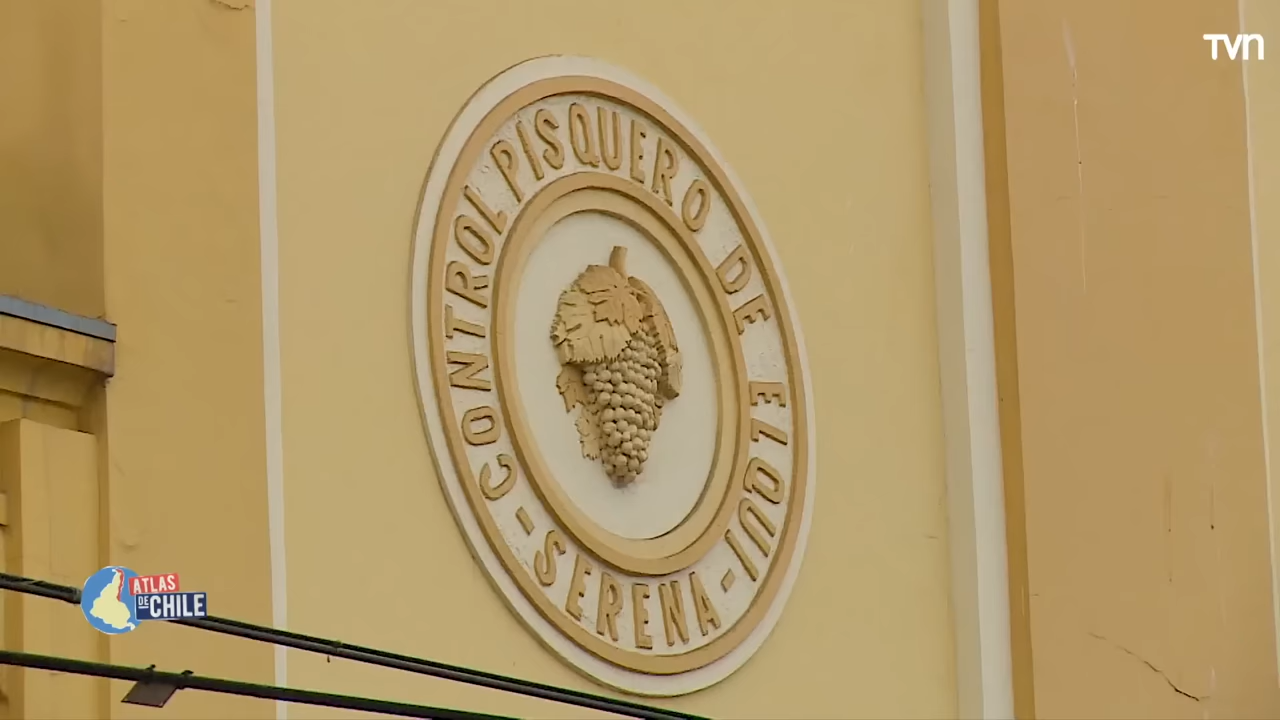 TVN
CONTROL PISQUERO DE ELQUI
-SERENA-
ATLAS
DE CHILE